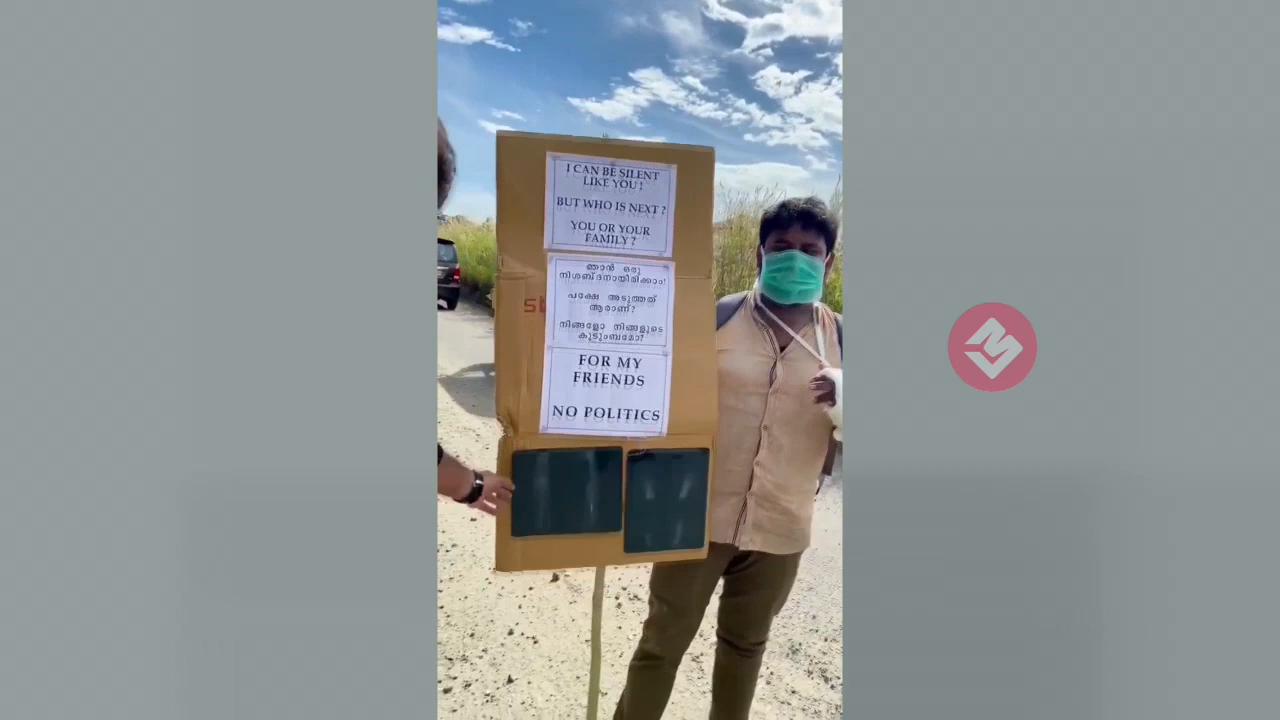 I CAN BE SILENT
LIKE YOU !
BUT WHO IS NEXT ?
YOU OR YOUR
FAMILY ?
ഞാൻ ഒരു
നിശബ്ദനായിരിക്കാം!
പക്ഷേ അടുത്തത്
ആരാണ്?
നിങ്ങളോ നിങ്ങളുടെ
കുടുംബമോ?
FOR MY
FRIENDS
NO POLITICS